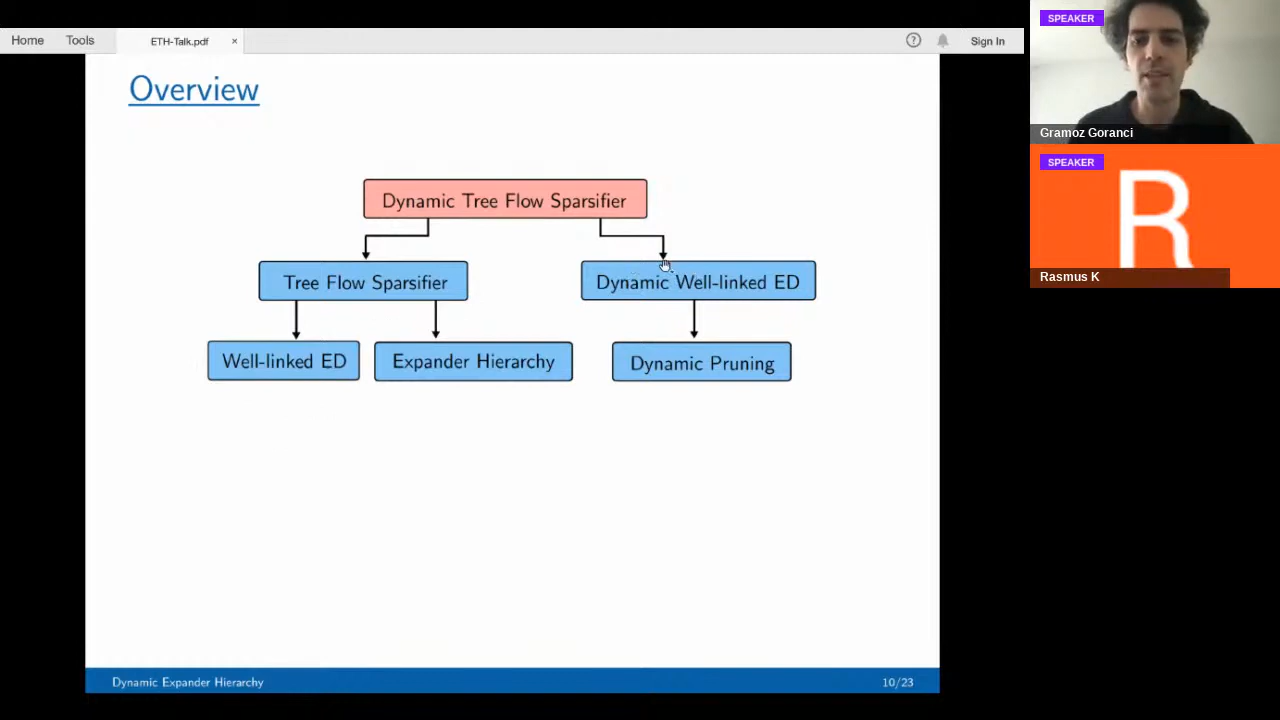 Home Tools ETH-Talk.pdf × ? Sign In
Overview
Dynamic Tree Flow Sparsifier
Tree Flow Sparsifier Dynamic Well-linked ED
Well-linked ED Expander Hierarchy Dynamic Pruning
Dynamic Expander Hierarchy 10/23
SPEAKER
Gramoz Goranci
SPEAKER
R
Rasmus K